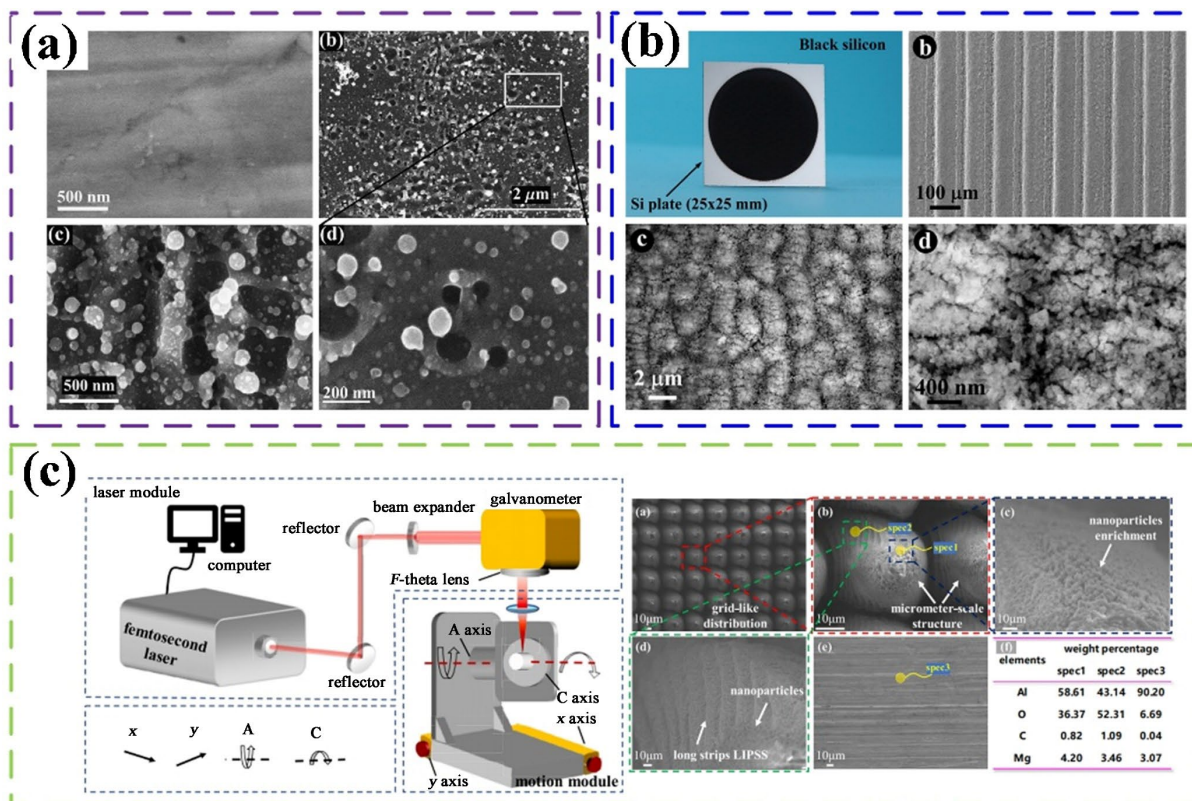 (a)
500 nm
(b)
2 μm
(c)
500 nm
(d)
200 nm
(b)
Black silicon
Si plate (25x25 mm)
b
100 μm
c
2 μm
d
400 nm
(c)
laser module
computer
femtosecond
laser
reflector
reflector
beam expander
galvanometer
F-theta lens
A axis
C axis
x axis
y axis
motion module
x y A C
(a)
grid-like
distribution
10μm
(b)
spec2
spec1
micrometer-scale
structure
10μm
(c)
nanoparticles
enrichment
10μm
(d)
nanoparticles
long strips LIPSS
10μm
(e)
spec3
10μm
(f)
elements weight percentage
spec1 spec2 spec3
Al 58.61 43.14 90.20
O 36.37 52.31 6.69
C 0.82 1.09 0.04
Mg 4.20 3.46 3.07